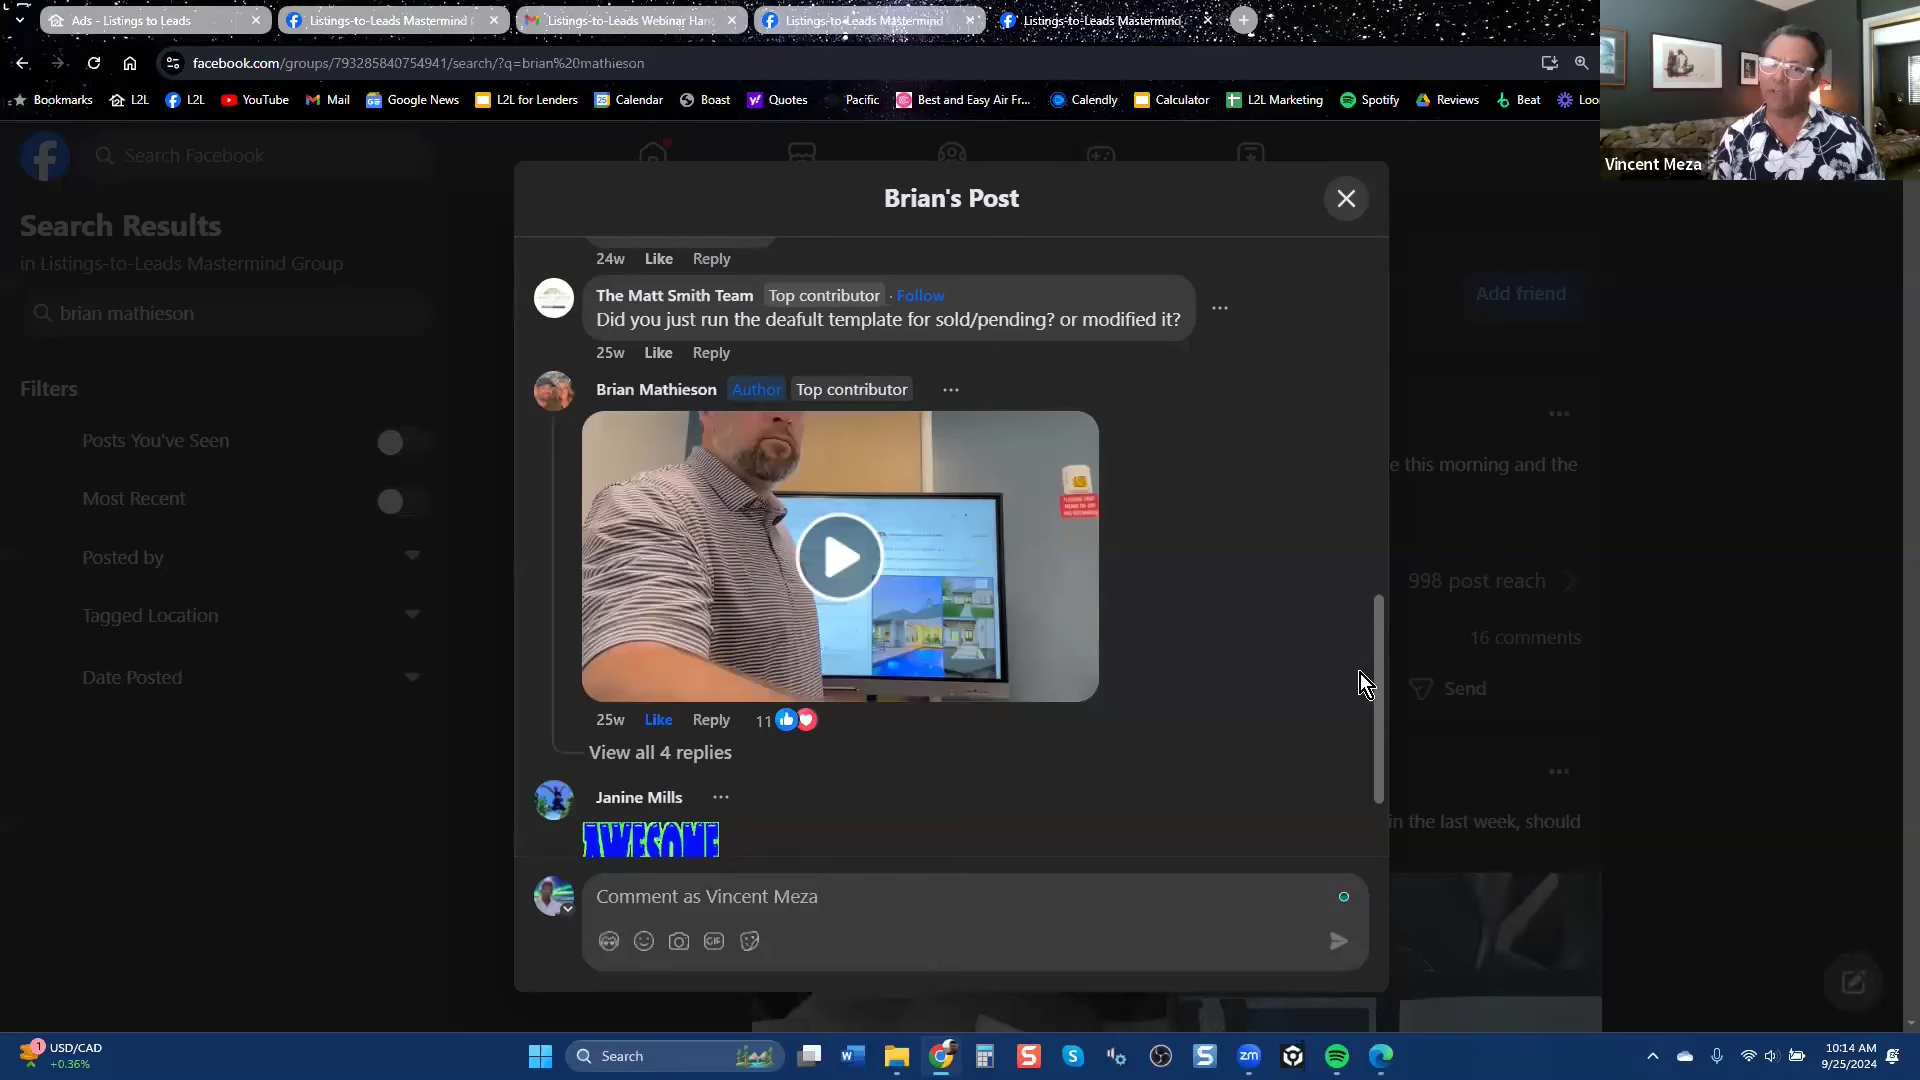 Ads - Listings to Leads
Listings-to-Leads Mastermind
Listings-to-Leads Webinar Han
Listings-to-Leads Mastermind
Listings-to-Leads Mastermind
facebook.com/groups/793285840754941/search/?q=brian%20mathieson
Bookmarks
L2L
L2L
YouTube
Mail
Google News
L2L for Lenders
Calendar
Boast
Quotes
Pacific
Best and Easy Air Fr...
Calendly
Calculator
L2L Marketing
Spotify
Reviews
Beat
Loo
Vincent Meza
Search Facebook
Search Results
in Listings-to-Leads Mastermind Group
brian mathieson
Filters
Posts You've Seen
Most Recent
Posted by
Tagged Location
Date Posted
Brian's Post
24w Like Reply
The Matt Smith Team Top contributor · Follow
Did you just run the deafult template for sold/pending? or modified it?
25w Like Reply
Brian Mathieson Author Top contributor
25w Like Reply 11
View all 4 replies
Janine Mills
AWESOME
Comment as Vincent Meza
GIF
Add friend
e this morning and the
998 post reach
16 comments
Send
in the last week, should
1
USD/CAD
+0.36%
Search
zm
10:14 AM
9/25/2024